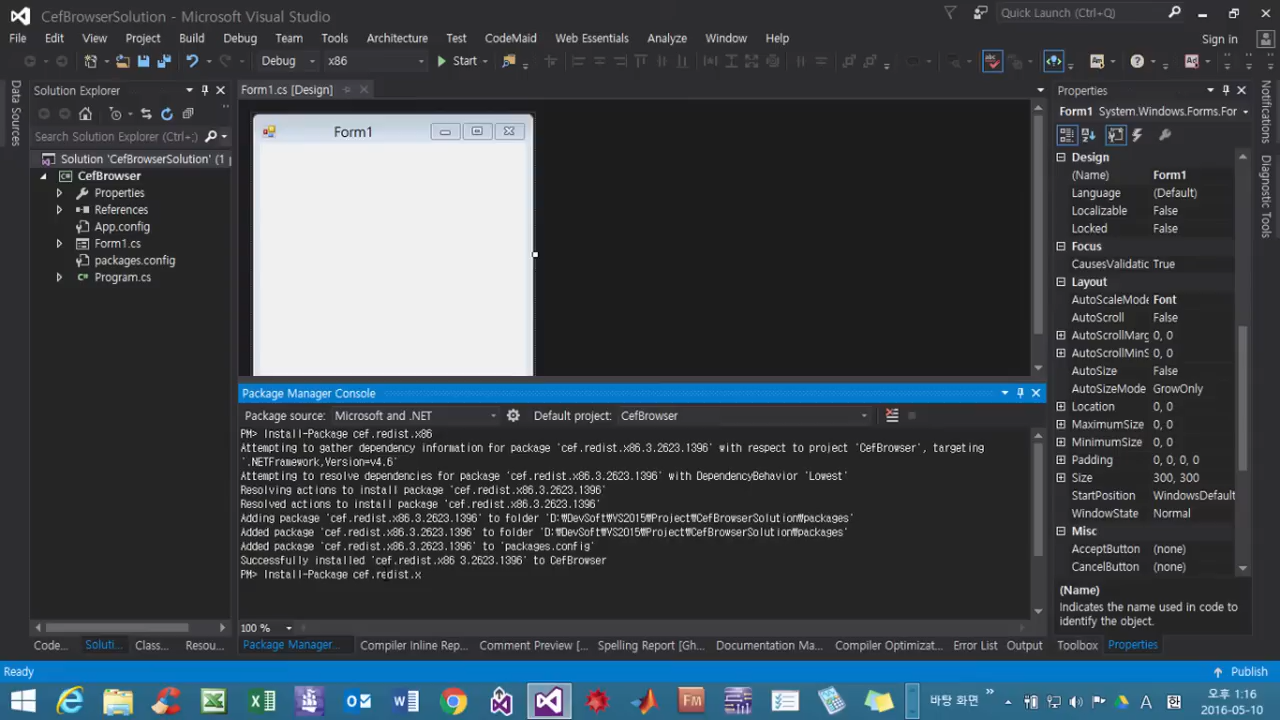 CefBrowserSolution - Microsoft Visual Studio
Quick Launch (Ctrl+Q)
File Edit View Project Build Debug Team Tools Architecture Test CodeMaid Web Essentials Analyze Window Help
Sign in
Debug x86 Start
Data Sources
Solution Explorer
Search Solution Explorer (Ctrl+;)
Solution 'CefBrowserSolution' (1
CefBrowser
Properties
References
App.config
Form1.cs
packages.config
Program.cs
Code... Soluti... Class... Resou...
Form1.cs [Design]
Form1
Package Manager Console
Package source: Microsoft and .NET Default project: CefBrowser
PM> Install-Package cef.redist.x86
Attempting to gather dependency information for package 'cef.redist.x86.3.2623.1396' with respect to project 'CefBrowser', targeting
'.NETFramework,Version=v4.6'
Attempting to resolve dependencies for package 'cef.redist.x86.3.2623.1396' with DependencyBehavior 'Lowest'
Resolving actions to install package 'cef.redist.x86.3.2623.1396'
Resolved actions to install package 'cef.redist.x86.3.2623.1396'
Adding package 'cef.redist.x86.3.2623.1396' to folder 'D:₩DevSoft₩VS2015₩Project₩CefBrowserSolution₩packages'
Added package 'cef.redist.x86.3.2623.1396' to folder 'D:₩DevSoft₩VS2015₩Project₩CefBrowserSolution₩packages'
Added package 'cef.redist.x86.3.2623.1396' to 'packages.config'
Successfully installed 'cef.redist.x86 3.2623.1396' to CefBrowser
PM> Install-Package cef.redist.x
100 %
Package Manager... Compiler Inline Rep... Comment Preview [... Spelling Report [Gh... Documentation Ma... Compiler Optimizat... Error List Output
Properties
Form1 System.Windows.Forms.For
Design
(Name) Form1
Language (Default)
Localizable False
Locked False
Focus
CausesValidatic True
Layout
AutoScaleMode Font
AutoScroll False
AutoScrollMarg 0, 0
AutoScrollMinS 0, 0
AutoSize False
AutoSizeMode GrowOnly
Location 0, 0
MaximumSize 0, 0
MinimumSize 0, 0
Padding 0, 0, 0, 0
Size 300, 300
StartPosition WindowsDefault
WindowState Normal
Misc
AcceptButton (none)
CancelButton (none)
(Name)
Indicates the name used in code to
identify the object.
Toolbox Properties
Notifications
Diagnostic Tools
Ready
Publish
바탕 화면
A
한
오후 1:16
2016-05-10